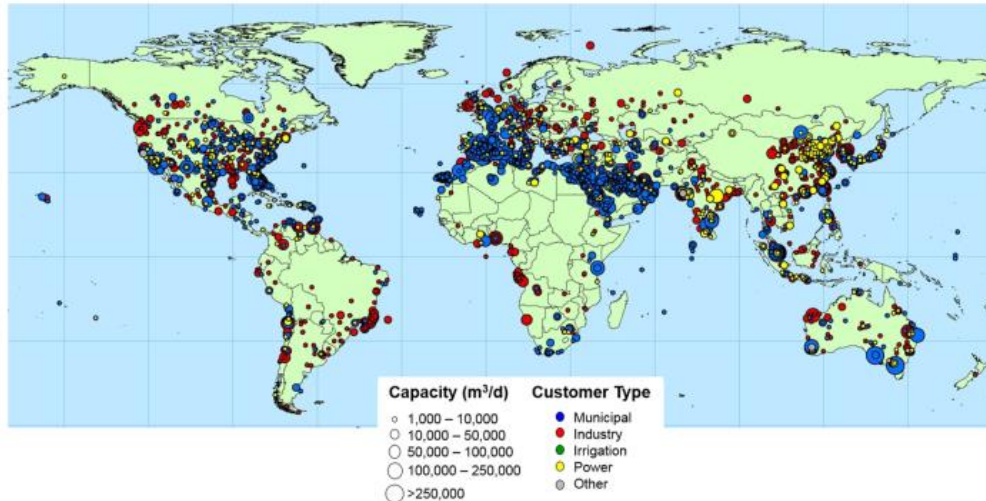 Capacity (m³/d)
1,000 – 10,000
10,000 – 50,000
50,000 – 100,000
100,000 – 250,000
>250,000
Customer Type
Municipal
Industry
Irrigation
Power
Other